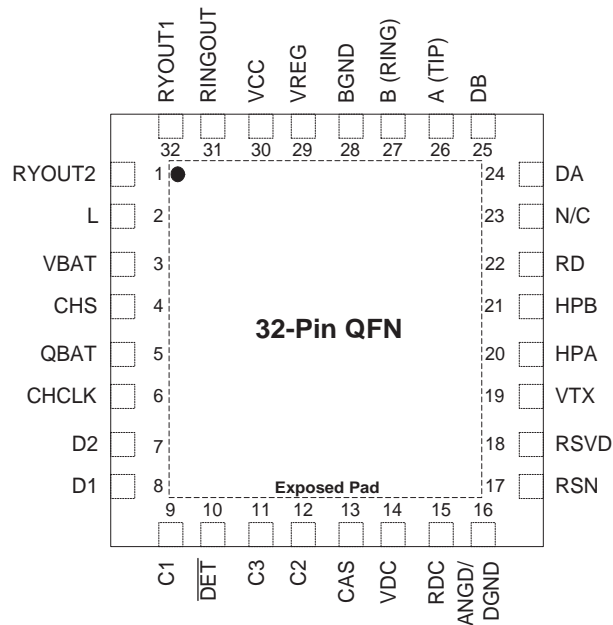 RYOUT1
RINGOUT
VCC
VREG
BGND
B (RING)
A (TIP)
DB
32 31 30 29 28 27 26 25
RYOUT2 1
L 2
VBAT 3
CHS 4
QBAT 5
CHCLK 6
D2 7
D1 8
24 DA
23 N/C
22 RD
21 HPB
20 HPA
19 VTX
18 RSVD
17 RSN
32-Pin QFN
Exposed Pad
9 10 11 12 13 14 15 16
C1
DET
C3
C2
CAS
VDC
RDC
ANGD/
DGND